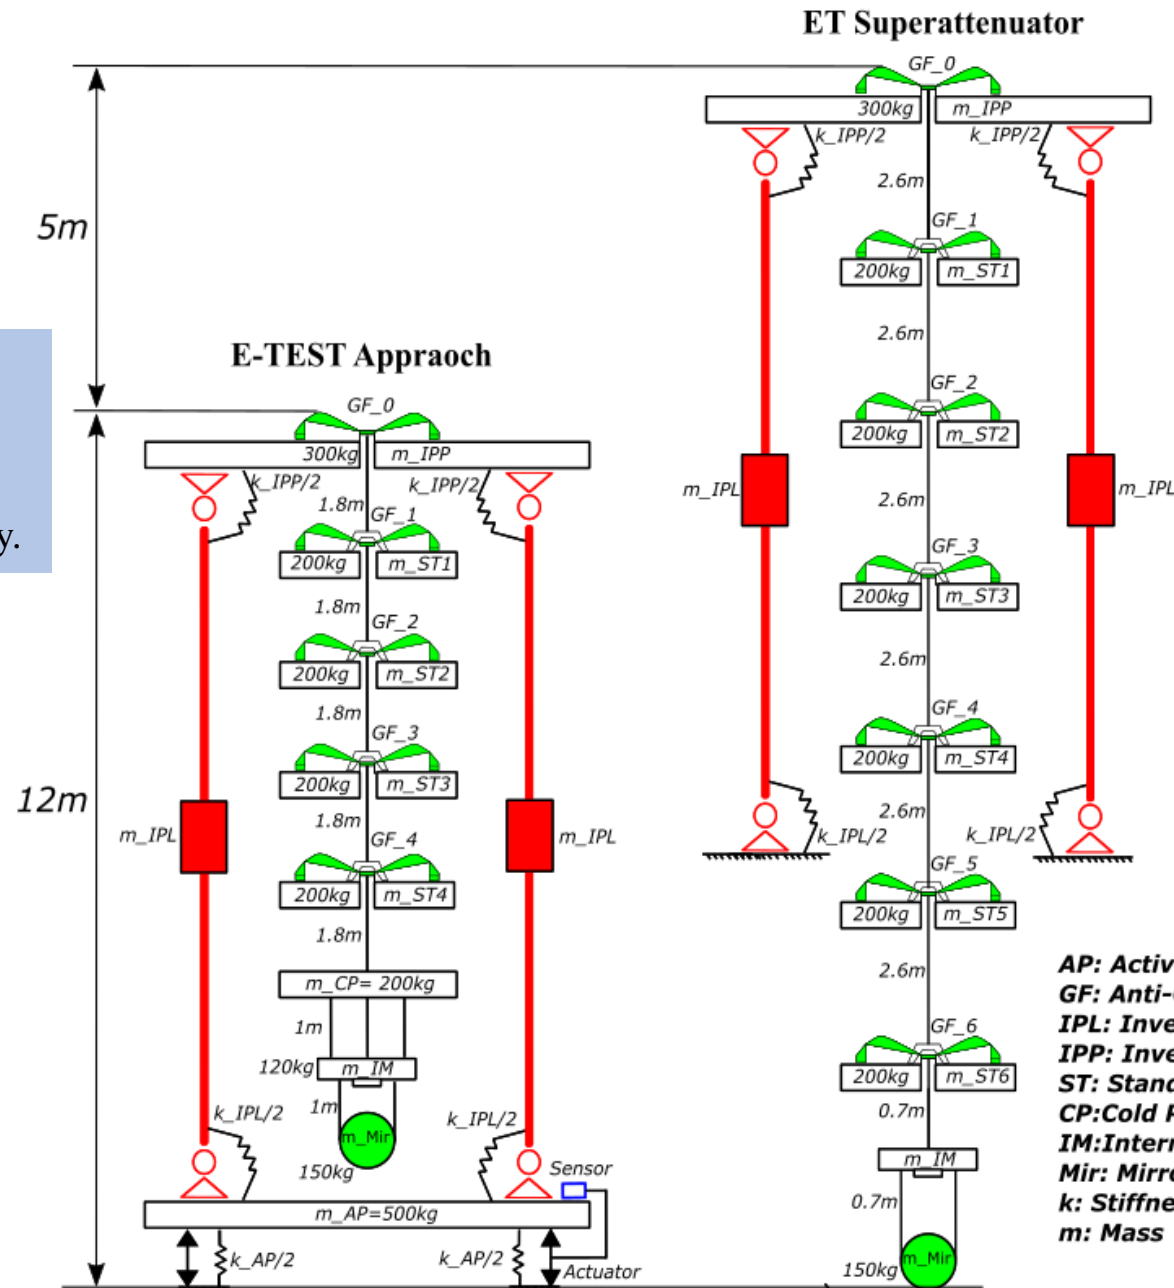 ET Superattenuator
GF_0
300kg
m_IPP
k_IPP/2
k_IPP/2
2.6m
GF_1
200kg
m_ST1
2.6m
GF_2
200kg
m_ST2
2.6m
m_IPL
m_IPL
GF_3
200kg
m_ST3
2.6m
GF_4
200kg
m_ST4
2.6m
k_IPL/2
k_IPL/2
GF_5
200kg
m_ST5
2.6m
GF_6
200kg
m_ST6
0.7m
m_IM
0.7m
m_Mir
150kg
5m
y.
E-TEST Appraoch
GF_0
300kg
m_IPP
k_IPP/2
k_IPP/2
1.8m
GF_1
200kg
m_ST1
1.8m
GF_2
200kg
m_ST2
1.8m
GF_3
200kg
m_ST3
12m
1.8m
m_IPL
m_IPL
GF_4
200kg
m_ST4
1.8m
m_CP= 200kg
1m
120kg
m_IM
1m
k_IPL/2
k_IPL/2
m_Mir
150kg
Sensor
m_AP=500kg
k_AP/2
k_AP/2
Actuator
AP: Activ
GF: Anti-
IPL: Inve
IPP: Inve
ST: Stand
CP:Cold P
IM:Intern
Mir: Mirro
k: Stiffne
m: Mass